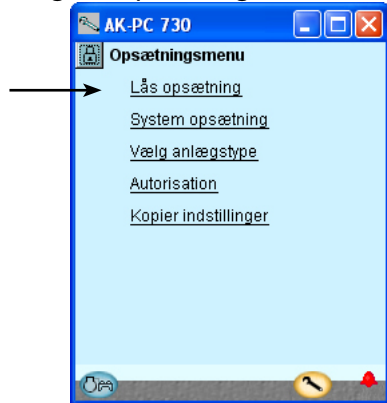 AK-PC 730
Opsætningsmenu
Lås opsætning
System opsætning
Vælg anlægstype
Autorisation
Kopier indstillinger